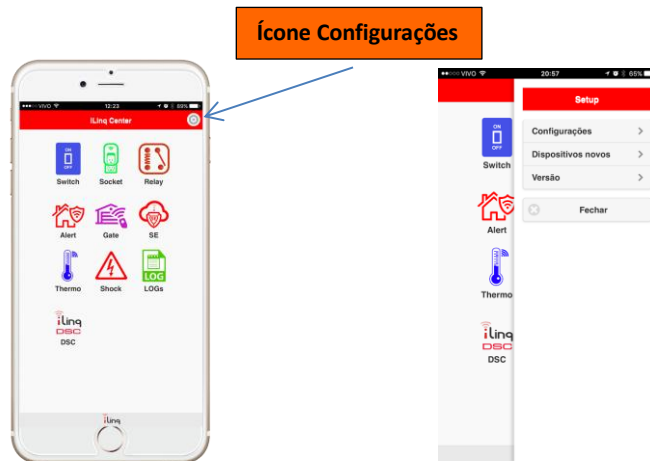 Ícone Configurações
VIVO 12:23 89%
iLinq Center
ON
OFF
Switch Socket Relay
Alert Gate SE
LOG
Thermo Shock LOGs
iLinq
DSC
DSC
iLinq
VIVO 20:57 65%
Setup
ON
OFF
Switch
Configurações
Dispositivos novos
Versão
Fechar
Alert
Thermo
iLinq
DSC
DSC